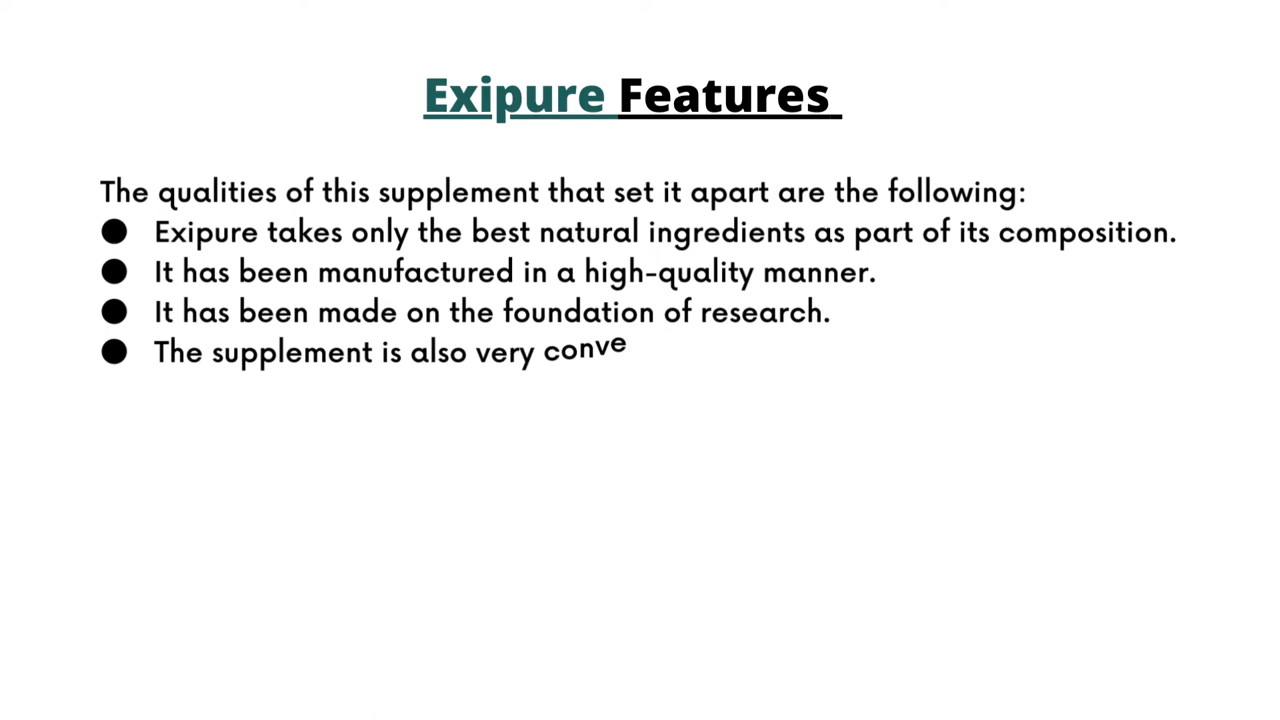 Exipure Features
The qualities of this supplement that set it apart are the following:
● Exipure takes only the best natural ingredients as part of its composition.
● It has been manufactured in a high-quality manner.
● It has been made on the foundation of research.
● The supplement is also very conve